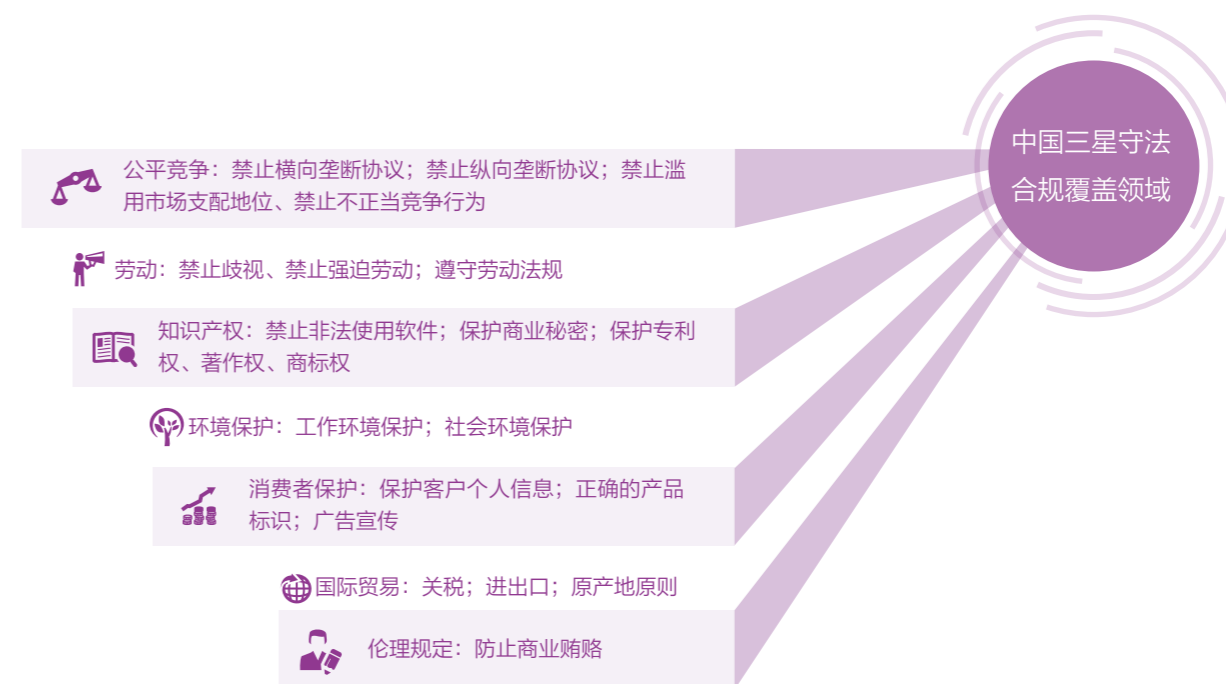 中国三星守法
合规覆盖领域
公平竞争：禁止横向垄断协议；禁止纵向垄断协议；禁止滥
用市场支配地位、禁止不正当竞争行为
劳动：禁止歧视、禁止强迫劳动；遵守劳动法规
知识产权：禁止非法使用软件；保护商业秘密；保护专利
权、著作权、商标权
环境保护：工作环境保护；社会环境保护
消费者保护：保护客户个人信息；正确的产品
标识；广告宣传
国际贸易：关税；进出口；原产地原则
伦理规定：防止商业贿赂